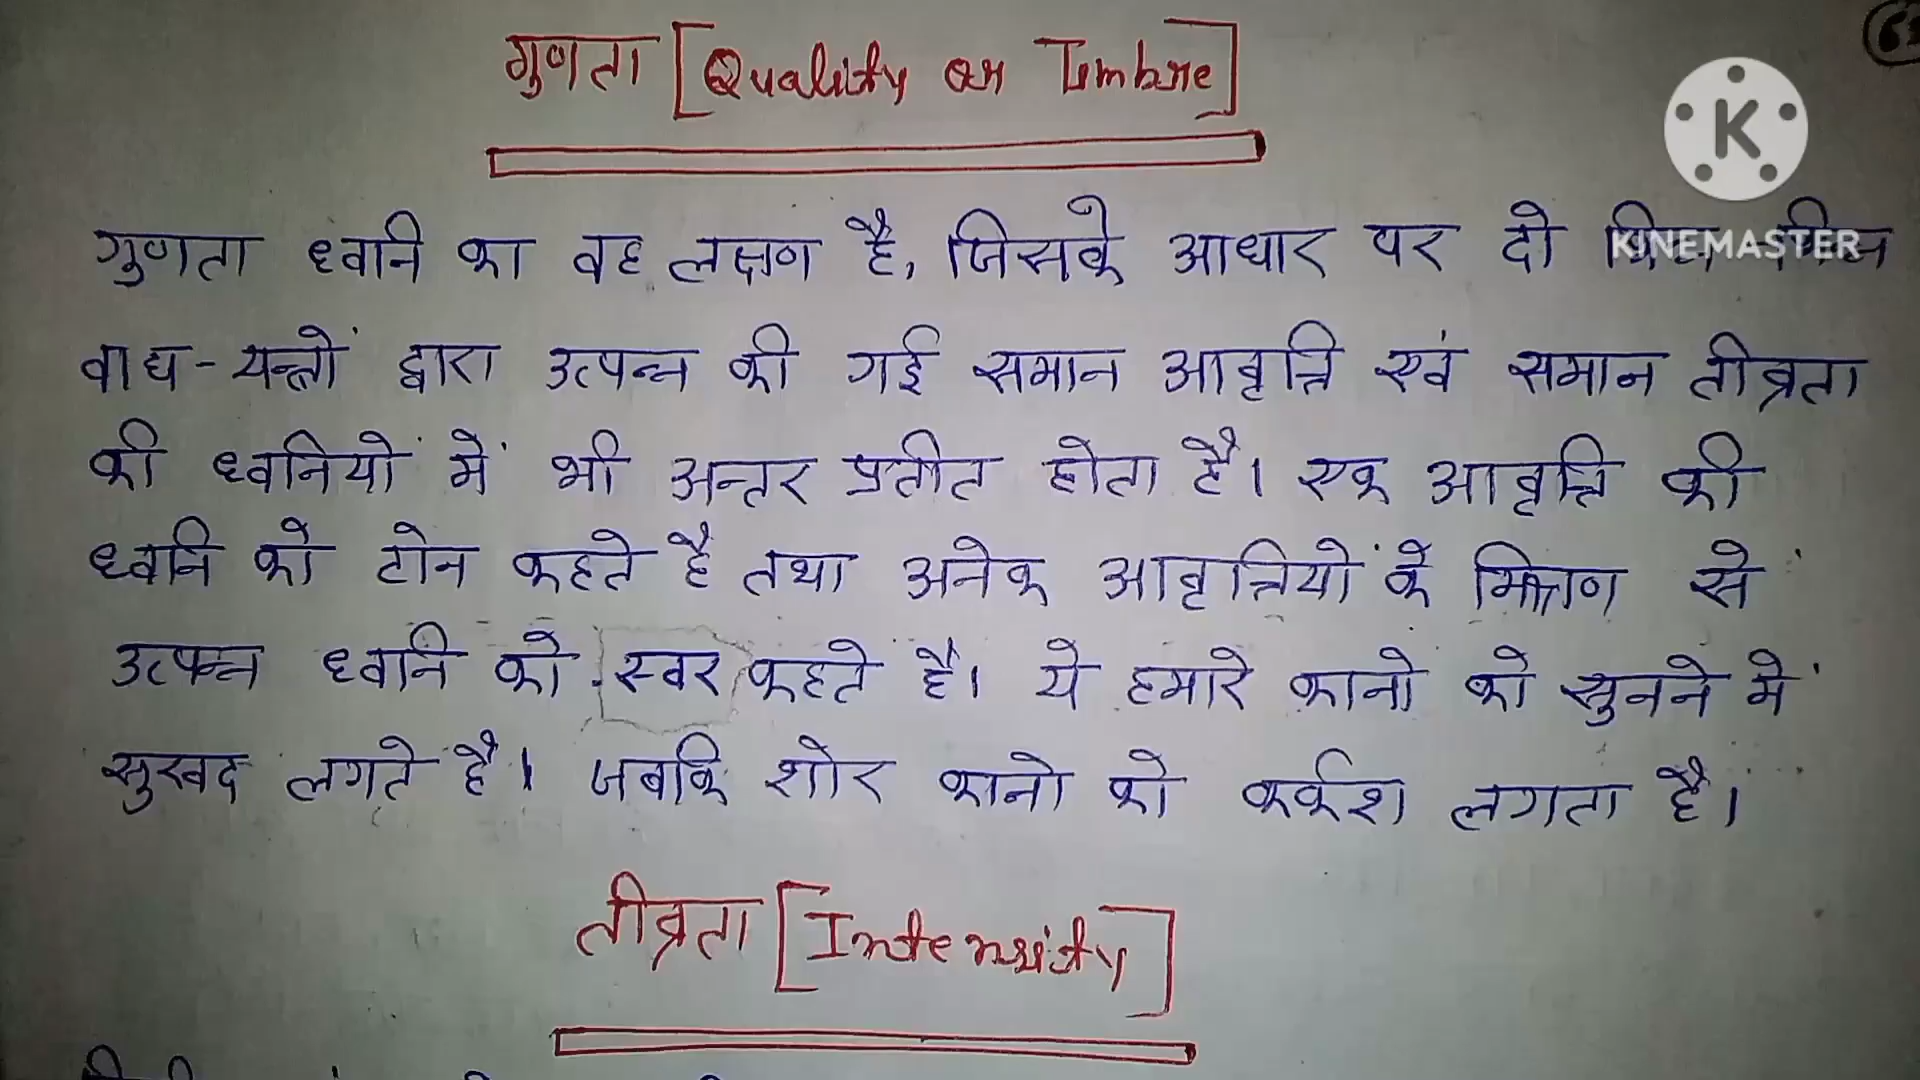 गुणता [Quality or Timbre]
K
KINEMASTER
गुणता ध्वनि का वह लक्षण है, जिसके आधार पर दो
वाद्य-यन्त्रों द्वारा उत्पन्न की गई समान आवृत्ति एवं समान तीव्रता
की ध्वनियों में भी अन्तर प्रतीत होता है। एक आवृत्ति की
ध्वनि को टोन कहते है तथा अनेक आवृत्तियों के मिश्रण से
उत्पन्न ध्वनि को स्वर कहते है। ये हमारे कानो को सुनने में
सुखद लगते है। जबकि शोर कानो को कर्कश लगता है।
तीव्रता [Intensity]